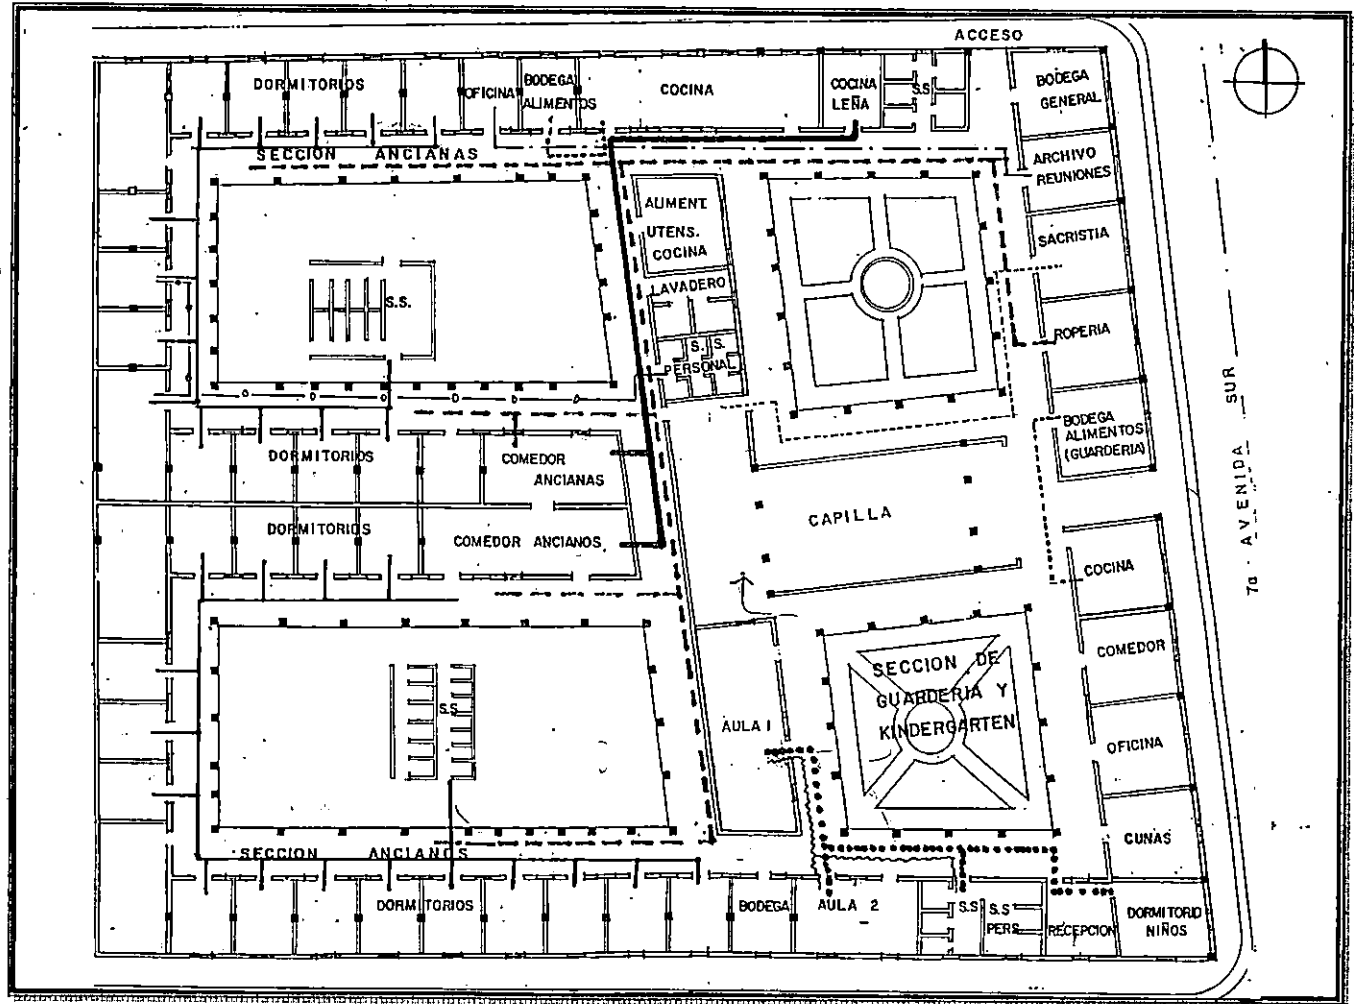 ACCESO
DORMITORIOS
OFICINA
BODEGA
ALIMENTOS
COCINA
COCINA
LEÑA
S.S
BODEGA
GENERAL
SECCION ANCIANAS
ARCHIVO
REUNIONES
AUMENT.
UTENS.
COCINA
SACRISTIA
LAVADERO
S.S.
ROPERIA
S. S.
PERSONAL
SUR
BODEGA
ALIMENTOS
(GUARDERIA)
DORMITORIOS
COMEDOR
ANCIANAS
7a · AVENIDA
CAPILLA
DORMITORIOS
COMEDOR ANCIANOS
COCINA
COMEDOR
SECCION DE
GUARDERIA Y
KINDERGARTEN
S.S
AULA 1
OFICINA
CUNAS
SECCION ANCIANOS
DORMITORIOS
BODEGA
AULA 2
S.S
S.S
PERS.
RECEPCION
DORMITORIO
NIÑOS